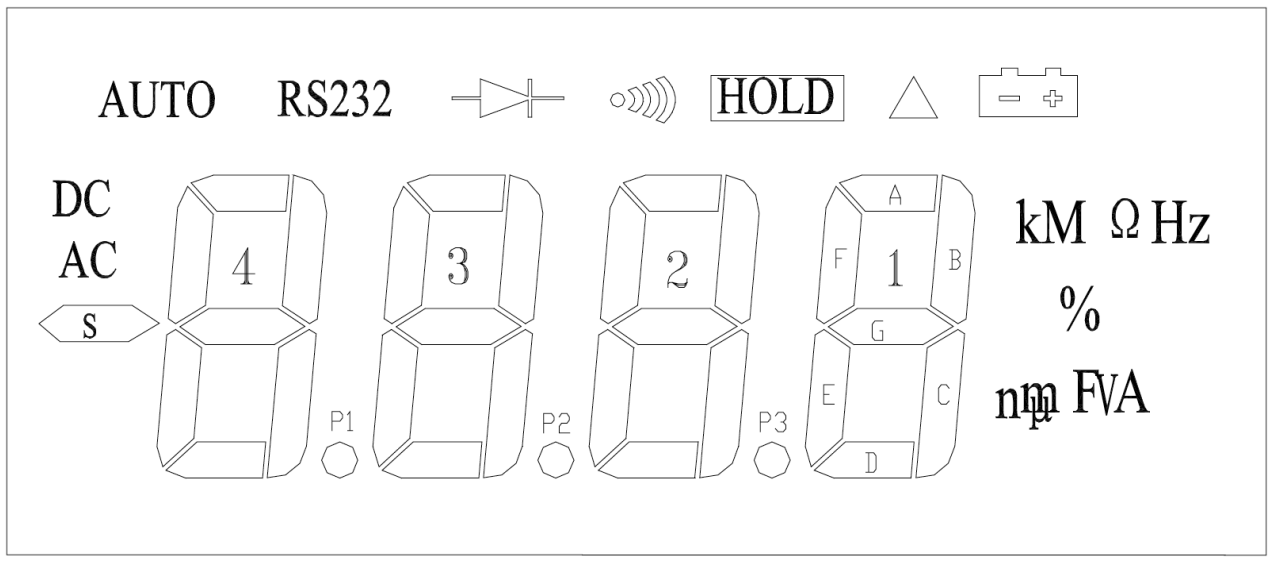 AUTO RS232 HOLD - +
DC
AC
S
4 3 2 1
A
F B
G
E C
D
P1 P2 P3
kM Ω Hz
%
nmµ FVA